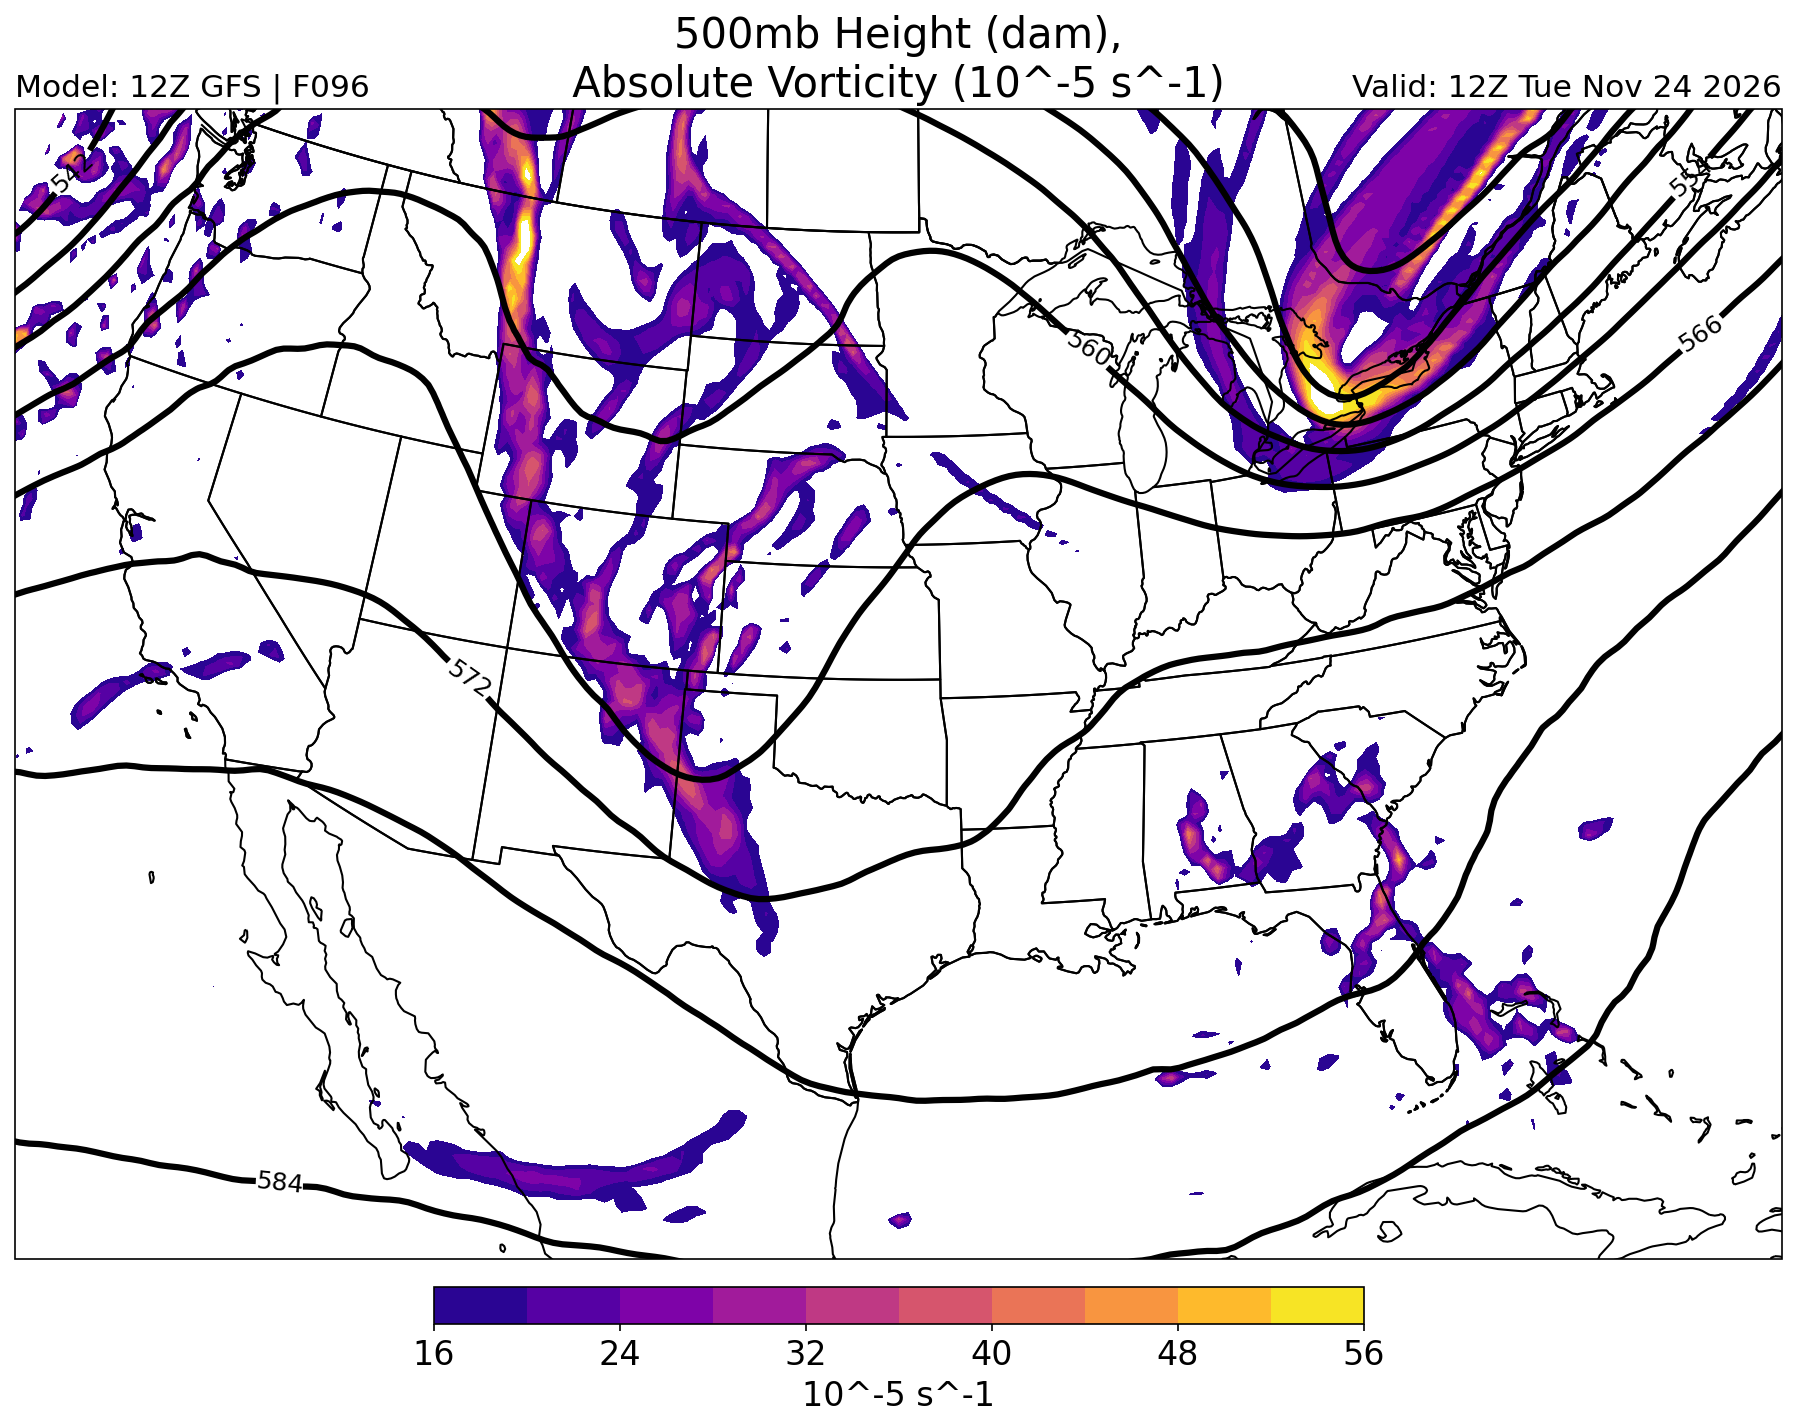 500mb Height (dam),
Absolute Vorticity (10^-5 s^-1)
Model: 12Z GFS | F096
Valid: 12Z Tue Nov 24 2026
542
566
560
572
584
16 24 32 40 48 56
10^-5 s^-1